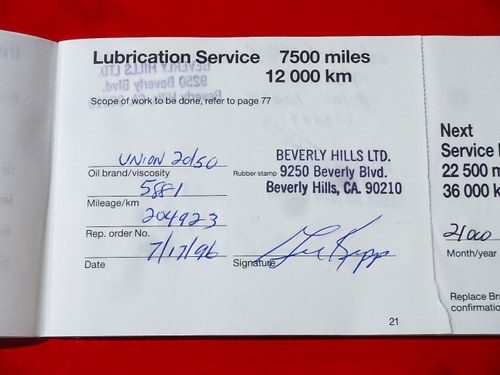 Lubrication Service 7500 miles
12 000 km
Scope of work to be done, refer to page 77
UNION 20/50
Oil brand/viscosity
5881
Mileage/km
204923
Rep. order No.
7/17/96
Date
BEVERLY HILLS LTD.
Rubber stamp 9250 Beverly Blvd.
Beverly Hills, CA. 90210
Signature
21
Next
Service
22 500
36 000
21000
Month/year
Replace